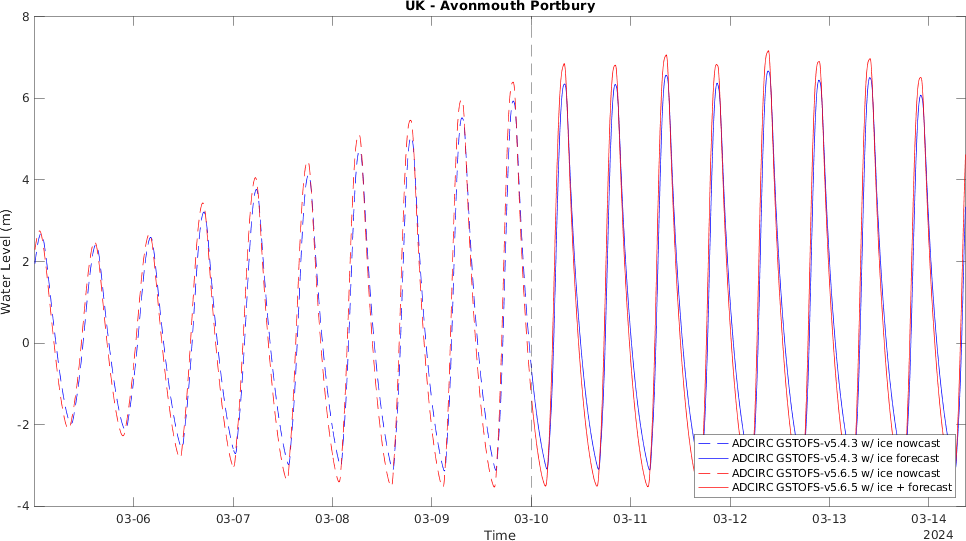 UK - Avonmouth Portbury
8
6
4
2
0
-2
-4
Water Level (m)
ADCIRC GSTOFS-v5.4.3 w/ ice nowcast
ADCIRC GSTOFS-v5.4.3 w/ ice forecast
ADCIRC GSTOFS-v5.6.5 w/ ice nowcast
ADCIRC GSTOFS-v5.6.5 w/ ice + forecast
03-06 03-07 03-08 03-09 03-10 03-11 03-12 03-13 03-14
Time 2024